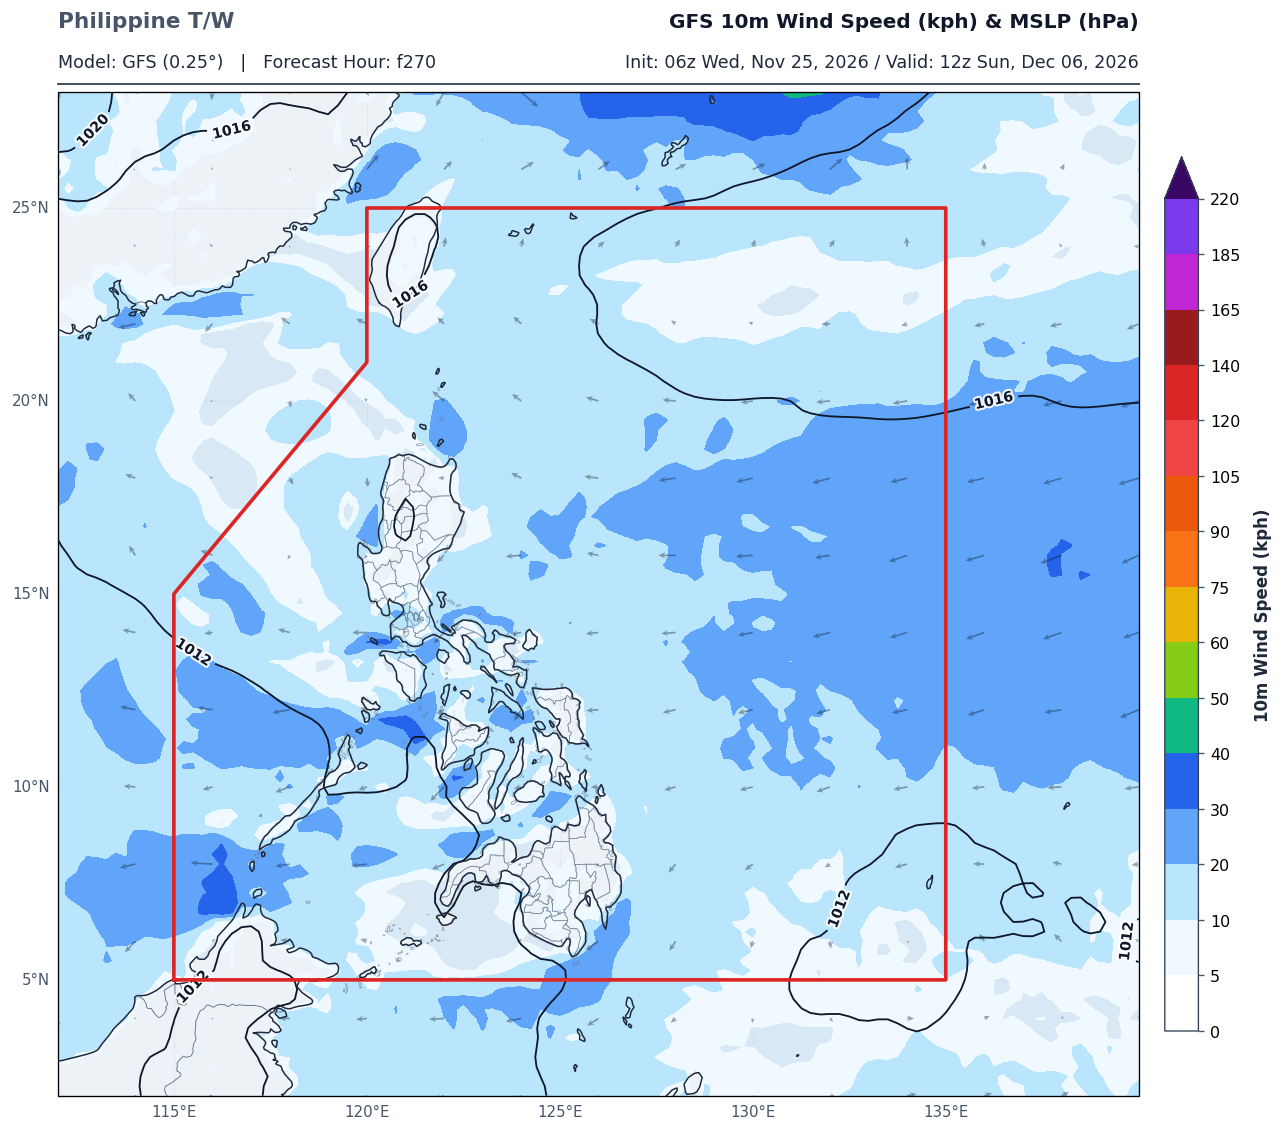 Philippine T/W
GFS 10m Wind Speed (kph) & MSLP (hPa)
Model: GFS (0.25°) | Forecast Hour: f270
Init: 06z Wed, Nov 25, 2026 / Valid: 12z Sun, Dec 06, 2026
1020
1016
1016
1016
1012
1012
1012
1012
25°N
20°N
15°N
10°N
5°N
115°E
120°E
125°E
130°E
135°E
220
185
165
140
120
105
90
75
60
50
40
30
20
10
5
0
10m Wind Speed (kph)